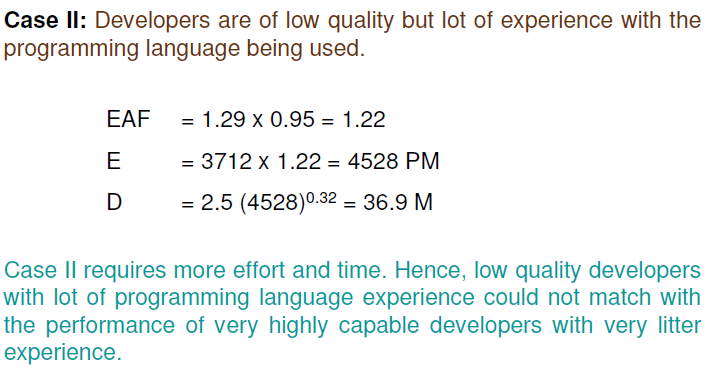 Case II: Developers are of low quality but lot of experience with the
programming language being used.
EAF = 1.29 x 0.95 = 1.22
E = 3712 x 1.22 = 4528 PM
D = 2.5 (4528)^0.32 = 36.9 M
Case II requires more effort and time. Hence, low quality developers
with lot of programming language experience could not match with
the performance of very highly capable developers with very litter
experience.